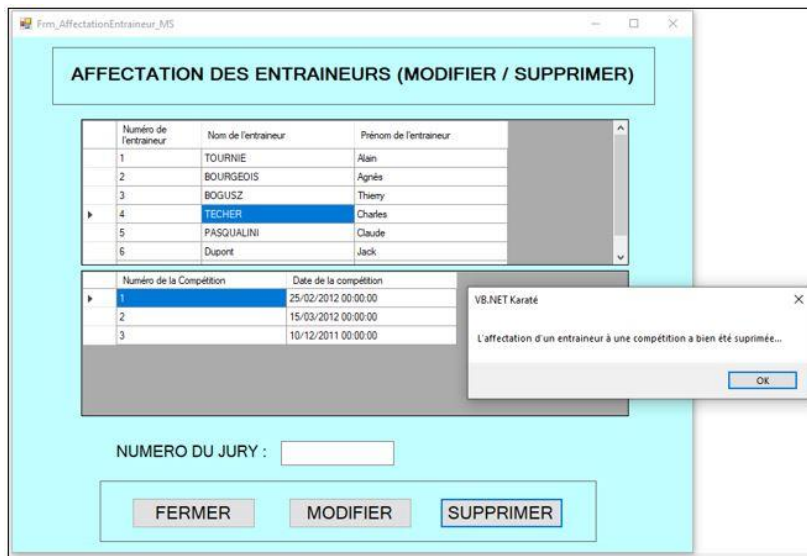 Frm_AffectationEntraineur_MS
AFFECTATION DES ENTRAINEURS (MODIFIER / SUPPRIMER)
Numéro de l'entraineur Nom de l'entraineur Prénom de l'entraineur
1 TOURNIE Alain
2 BOURGEOIS Agnès
3 BOGUSZ Thierry
4 TECHER Charles
5 PASQUALINI Claude
6 Dupont Jack
Numéro de la Compétition Date de la compétition
1 25/02/2012 00:00:00
2 15/03/2012 00:00:00
3 10/12/2011 00:00:00
VB.NET Karaté
L'affectation d'un entraineur à une compétition a bien été suprimée...
OK
NUMERO DU JURY :
FERMER MODIFIER SUPPRIMER